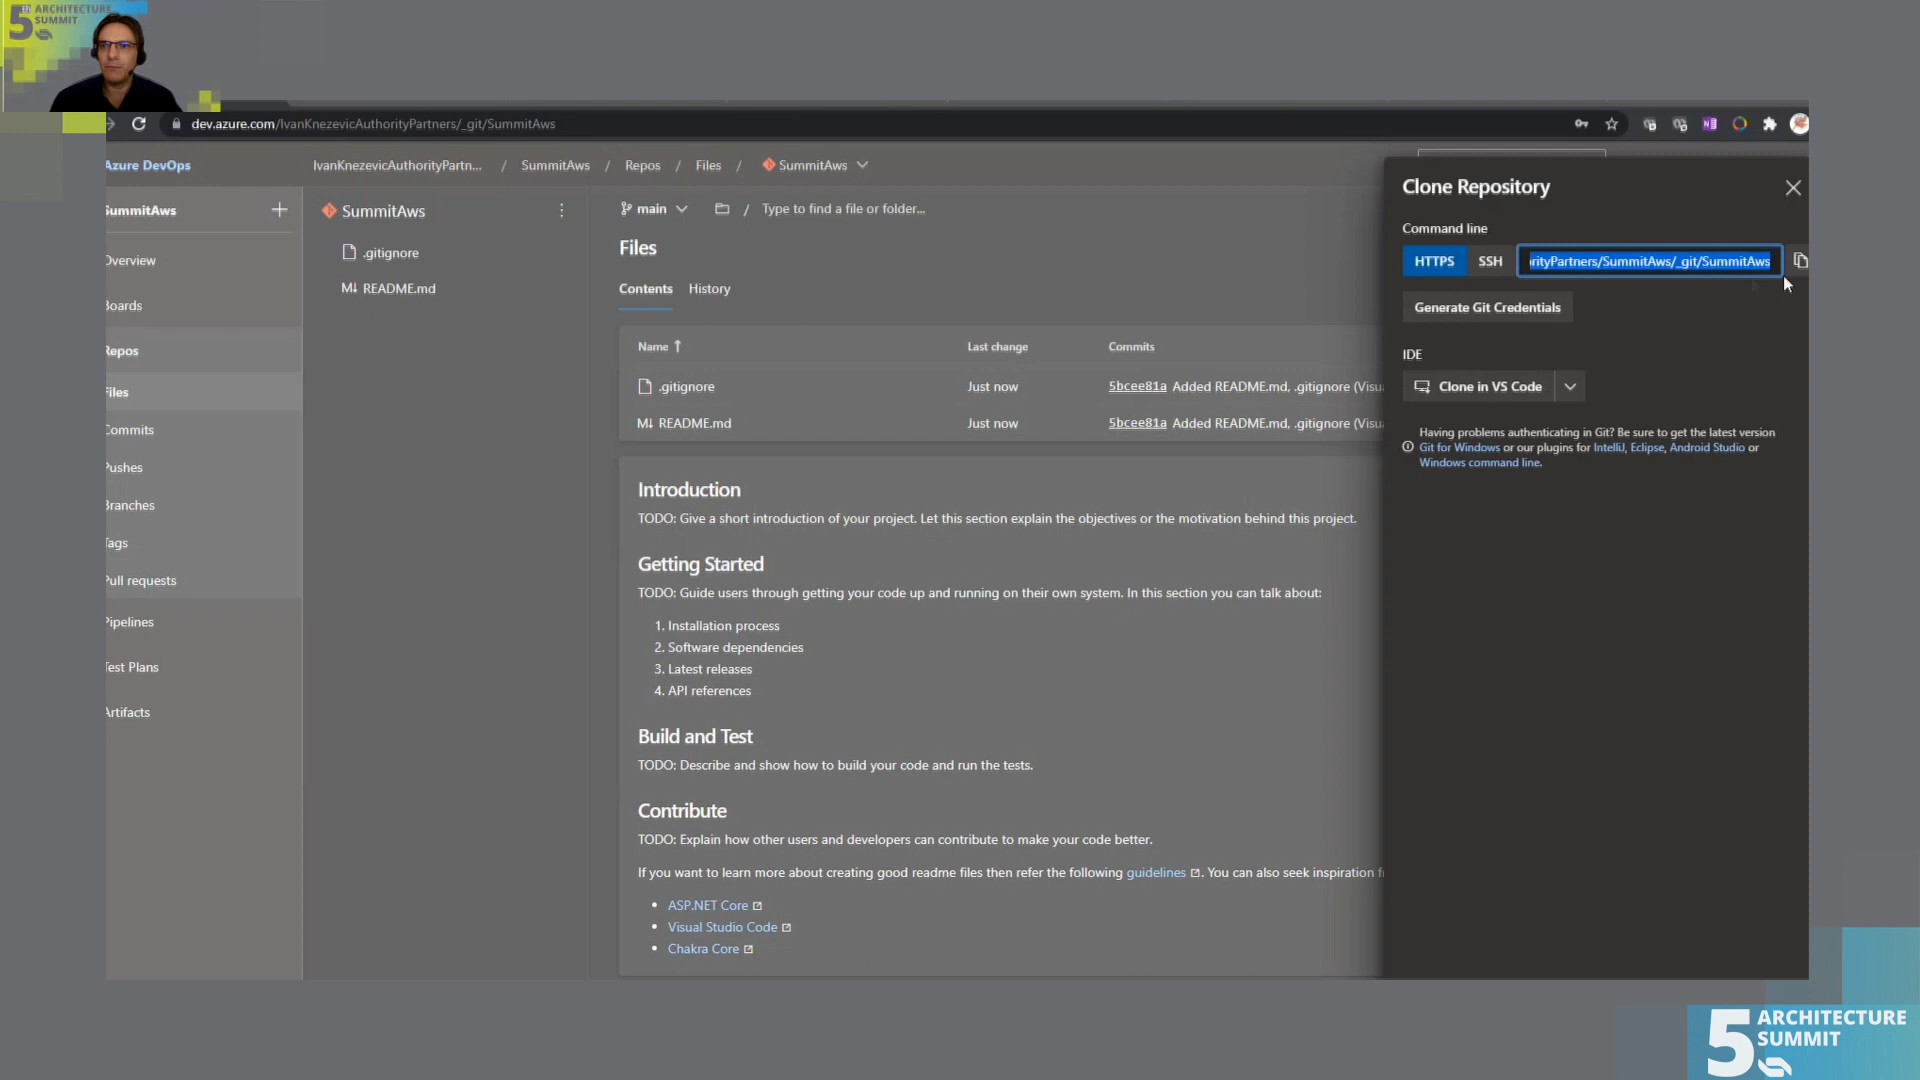 5 ARCHITECTURE
SUMMIT
dev.azure.com/IvanKnezevicAuthorityPartners/_git/SummitAws
Azure DevOps
IvanKnezevicAuthorityPartn... / SummitAws / Repos / Files / SummitAws
SummitAws
Overview
Boards
Repos
Files
Commits
Pushes
Branches
Tags
Pull requests
Pipelines
Test Plans
Artifacts
SummitAws
.gitignore
README.md
main / Type to find a file or folder...
Files
Contents History
Name Last change Commits
.gitignore Just now 5bcee81a Added README.md, .gitignore (Visu
README.md Just now 5bcee81a Added README.md, .gitignore (Visu
Introduction
TODO: Give a short introduction of your project. Let this section explain the objectives or the motivation behind this project.
Getting Started
TODO: Guide users through getting your code up and running on their own system. In this section you can talk about:
1. Installation process
2. Software dependencies
3. Latest releases
4. API references
Build and Test
TODO: Describe and show how to build your code and run the tests.
Contribute
TODO: Explain how other users and developers can contribute to make your code better.
If you want to learn more about creating good readme files then refer the following guidelines. You can also seek inspiration f
ASP.NET Core
Visual Studio Code
Chakra Core
Clone Repository
Command line
HTTPS SSH orityPartners/SummitAws/_git/SummitAws
Generate Git Credentials
IDE
Clone in VS Code
Having problems authenticating in Git? Be sure to get the latest version
Git for Windows or our plugins for IntelliJ, Eclipse, Android Studio or
Windows command line.
5 ARCHITECTURE
SUMMIT